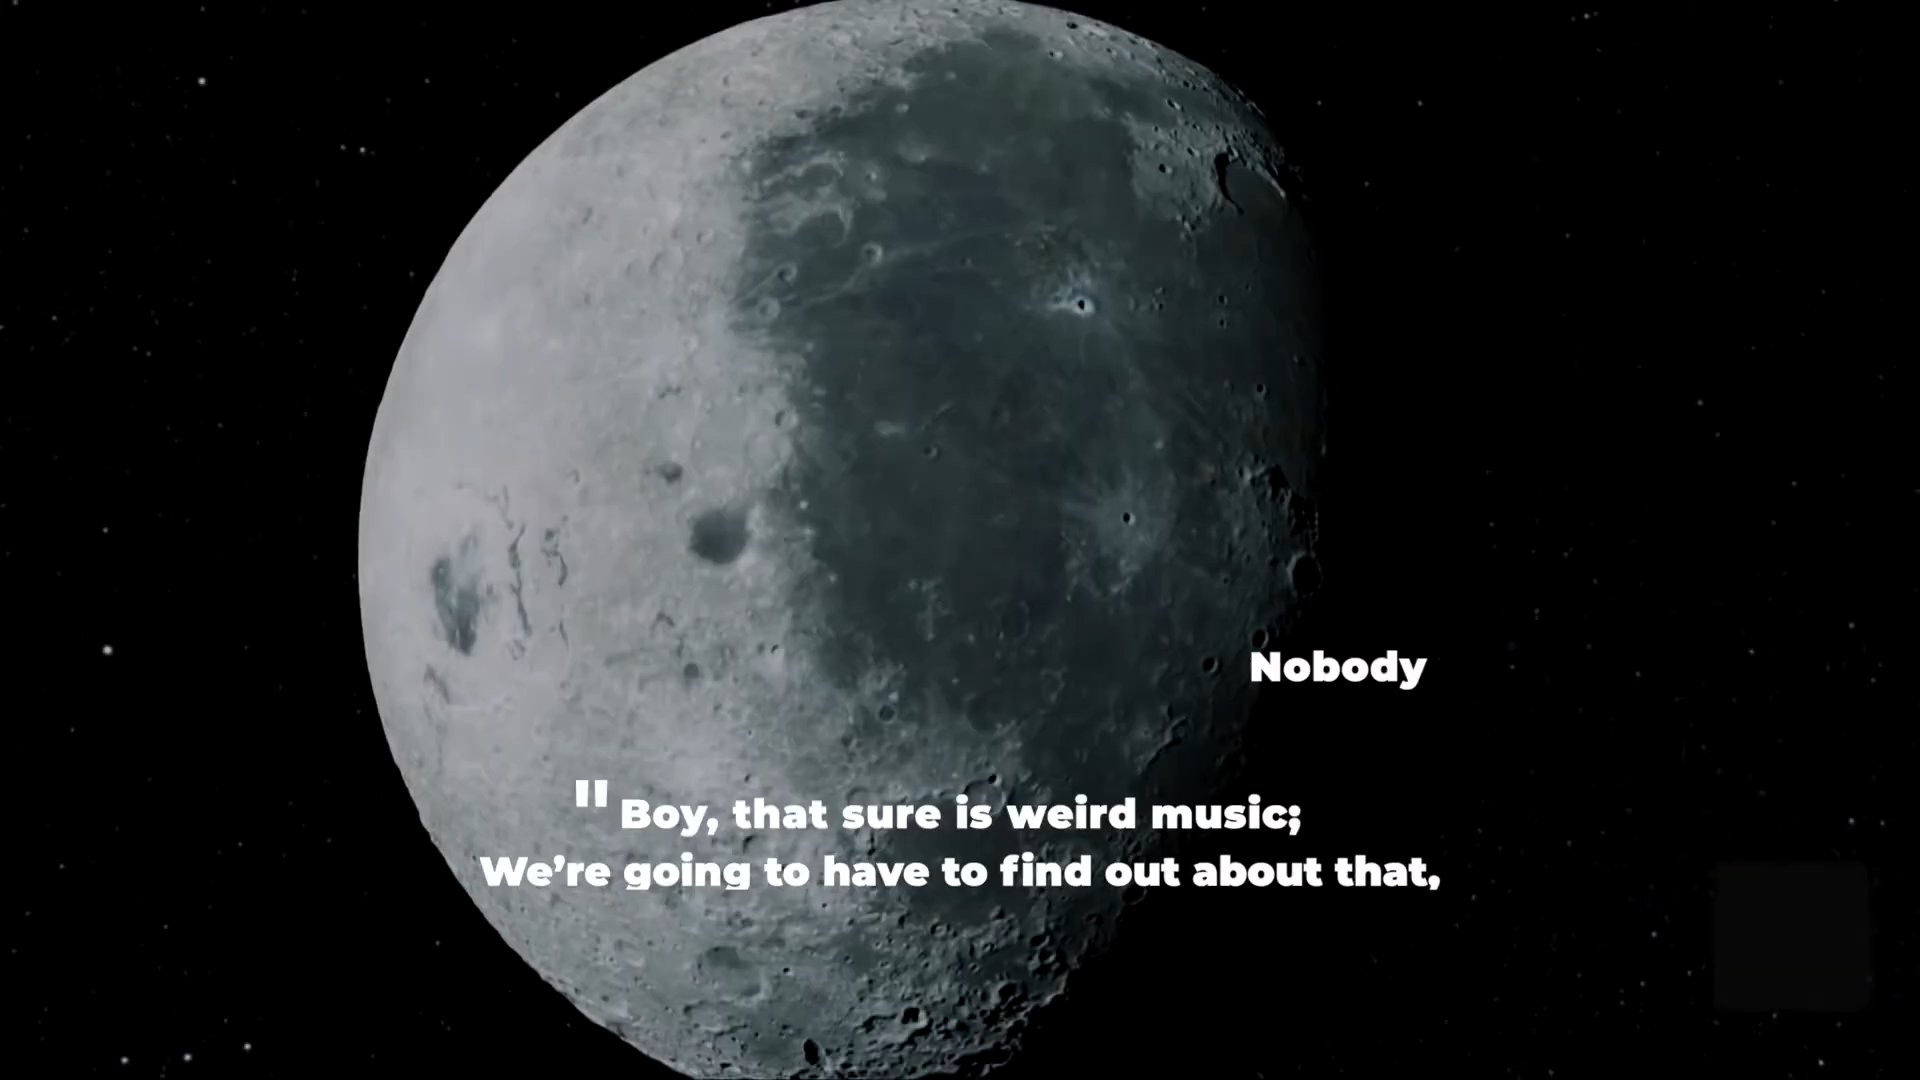 Nobody
"Boy, that sure is weird music;
We’re going to have to find out about that,